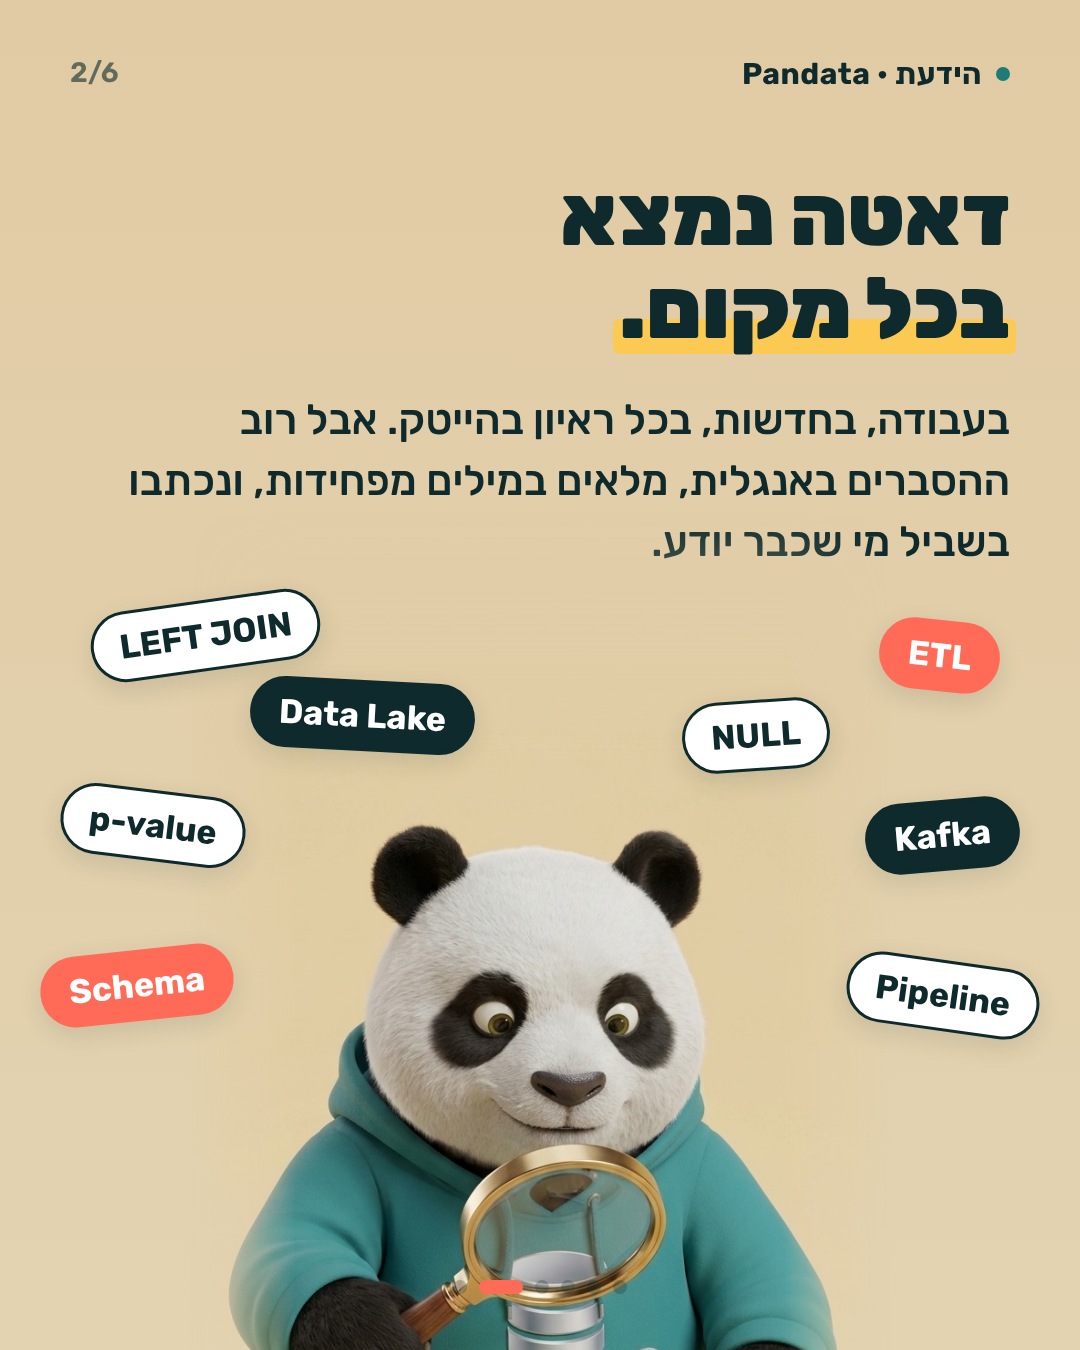 הידעת • Pandata
2/6
דאטה נמצא
בכל מקום.
בעבודה, בחדשות, בכל ראיון בהייטק. אבל רוב
ההסברים באנגלית, מלאים במילים מפחידות, ונכתבו
בשביל מי שכבר יודע.
LEFT JOIN
ETL
Data Lake
NULL
p-value
Kafka
Schema
Pipeline